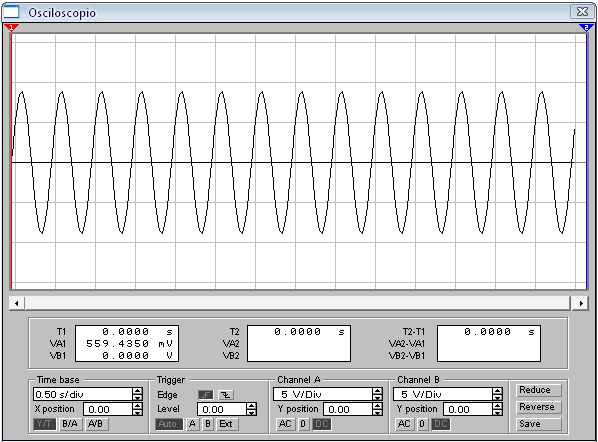 Osciloscopio
1 2
T1 0.0000 s T2 0.0000 s T2-T1 0.0000 s
VA1 559.4350 mV VA2 VA2-VA1
VB1 0.0000 V VB2 VB2-VB1
Time base Trigger Channel A Channel B
0.50 s/div Edge 5 V/Div 5 V/Div Reduce
X position 0.00 Level 0.00 Y position 0.00 Y position 0.00 Reverse
Y/T B/A A/B Auto A B Ext AC 0 DC AC 0 DC Save